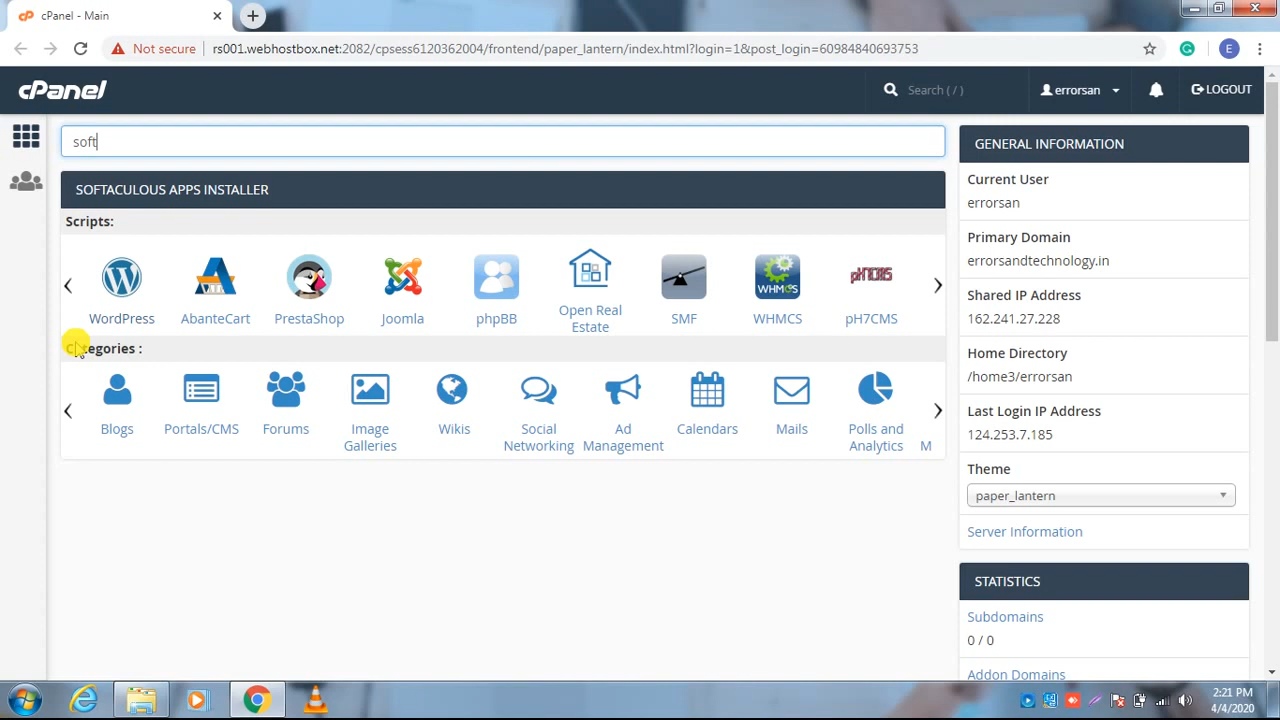 cPanel - Main
Not secure
rs001.webhostbox.net:2082/cpsess6120362004/frontend/paper_lantern/index.html?login=1&post_login=60984840693753
E
cPanel
Search ( / )
errorsan
LOGOUT
soft
SOFTACULOUS APPS INSTALLER
Scripts:
WordPress
AbanteCart
PrestaShop
Joomla
phpBB
Open Real
Estate
SMF
WHMCS
WHMCS
pH7CMS
pH7CMS
Categories :
Blogs
Portals/CMS
Forums
Image
Galleries
Wikis
Social
Networking
Ad
Management
Calendars
Mails
Polls and
Analytics
M
GENERAL INFORMATION
Current User
errorsan
Primary Domain
errorsandtechnology.in
Shared IP Address
162.241.27.228
Home Directory
/home3/errorsan
Last Login IP Address
124.253.7.185
Theme
paper_lantern
Server Information
STATISTICS
Subdomains
0 / 0
Addon Domains
2:21 PM
4/4/2020